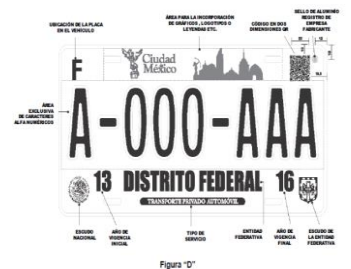 UBICACIÓN DE LA PLACA
EN EL VEHÍCULO
ÁREA PARA LA INCORPORACIÓN
DE GRÁFICOS , LOGOTIPOS O
LEYENDAS ETC.
CÓDIGO EN DOS
DIMENSIONES QR
SELLO DE ALUMINIO
REGISTRO DE
EMPRESA
FABRICANTE
F
Ciudad
México
ÁREA
EXCLUSIVA
DE CARACTERES
ALFA NUMÉRICOS
A-000-AAA
13 DISTRITO FEDERAL 16
TRANSPORTE PRIVADO AUTOMÓVIL
ESCUDO
NACIONAL
AÑO DE
VIGENCIA
INICIAL
TIPO DE
SERVICIO
ENTIDAD
FEDERATIVA
AÑO DE
VIGENCIA
FINAL
ESCUDO DE
LA ENTIDAD
FEDERATIVA
Figura "D"